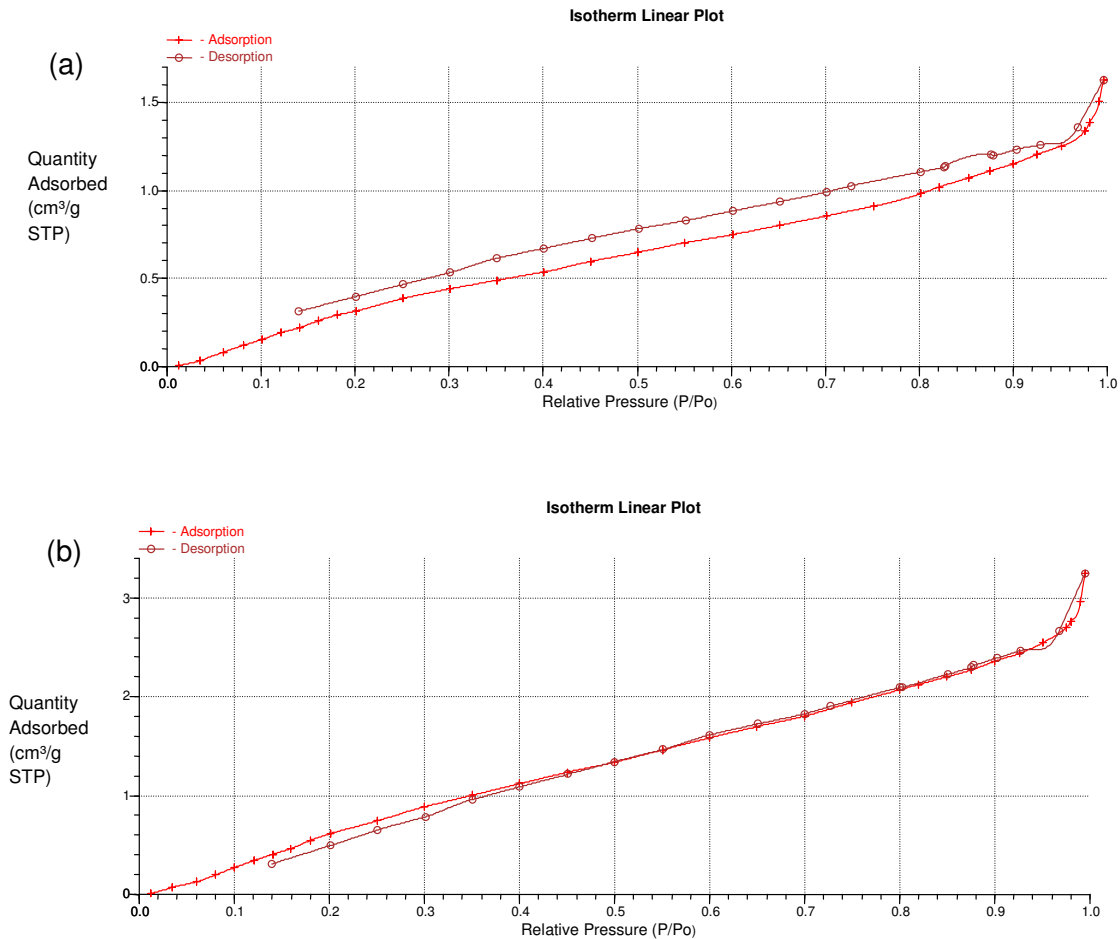 Isotherm Linear Plot
- Adsorption
- Desorption
(a)
Quantity
Adsorbed
(cm³/g
STP)
1.5
1.0
0.5
0.0
0.0 0.1 0.2 0.3 0.4 0.5 0.6 0.7 0.8 0.9 1.0
Relative Pressure (P/Po)
Isotherm Linear Plot
- Adsorption
- Desorption
(b)
Quantity
Adsorbed
(cm³/g
STP)
3
2
1
0
0.0 0.1 0.2 0.3 0.4 0.5 0.6 0.7 0.8 0.9 1.0
Relative Pressure (P/Po)